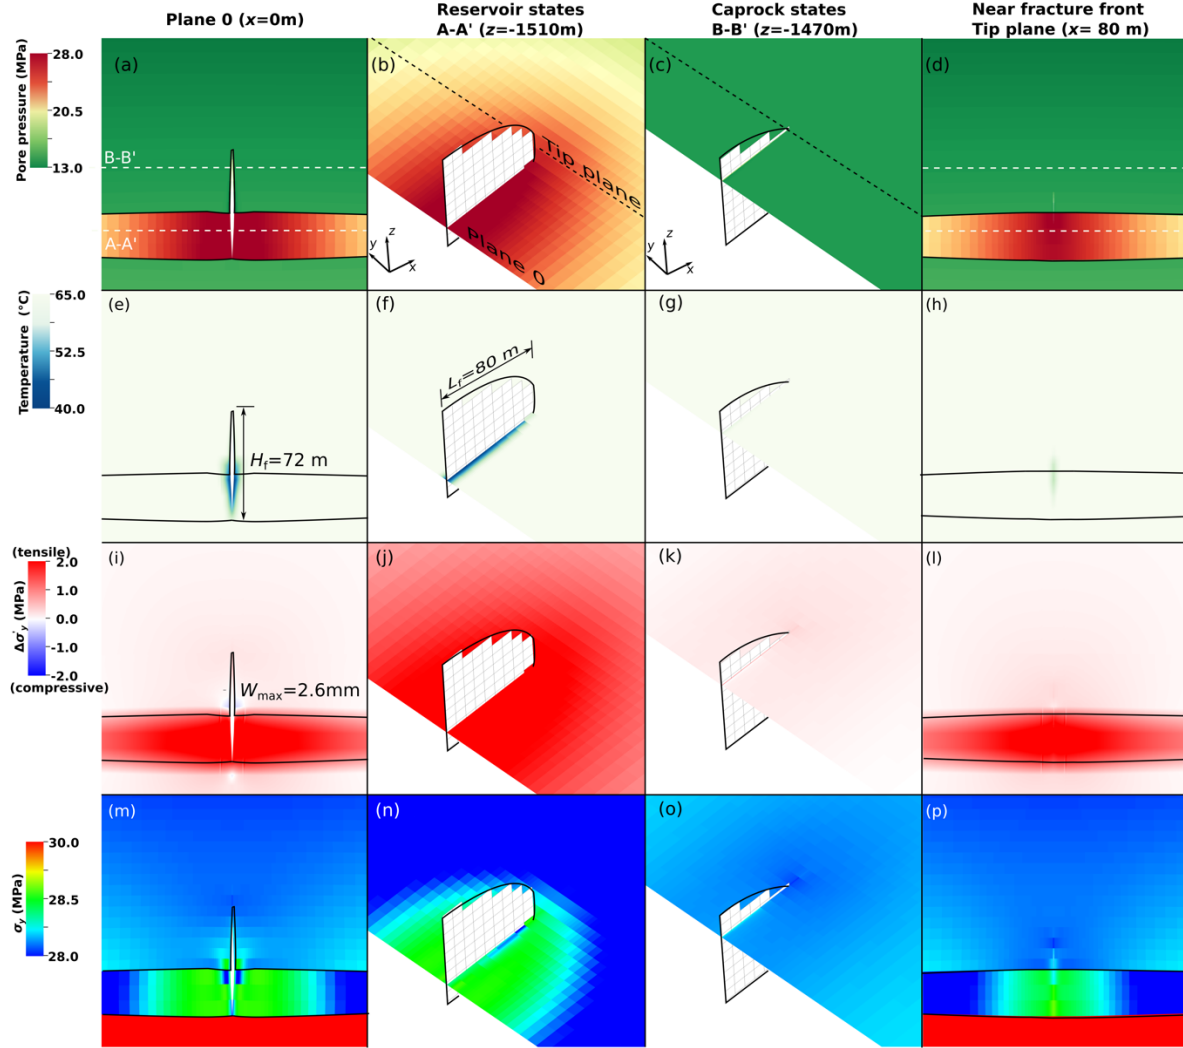 Plane 0 (x=0m)
Reservoir states
A-A' (z=-1510m)
Caprock states
B-B' (z=-1470m)
Near fracture front
Tip plane (x= 80 m)
Pore pressure (MPa)
28.0
20.5
13.0
(a)
B-B'
A-A'
(b)
Tip plane
Plane 0
z
y
x
(c)
z
y
x
(d)
Temperature (°C)
65.0
52.5
40.0
(e)
Hf=72 m
(f)
Lf=80 m
(g)
(h)
(tensile)
Δσ'y (MPa)
2.0
1.0
0.0
-1.0
-2.0
(compressive)
(i)
Wmax=2.6mm
(j)
(k)
(l)
σy (MPa)
30.0
28.5
28.0
(m)
(n)
(o)
(p)